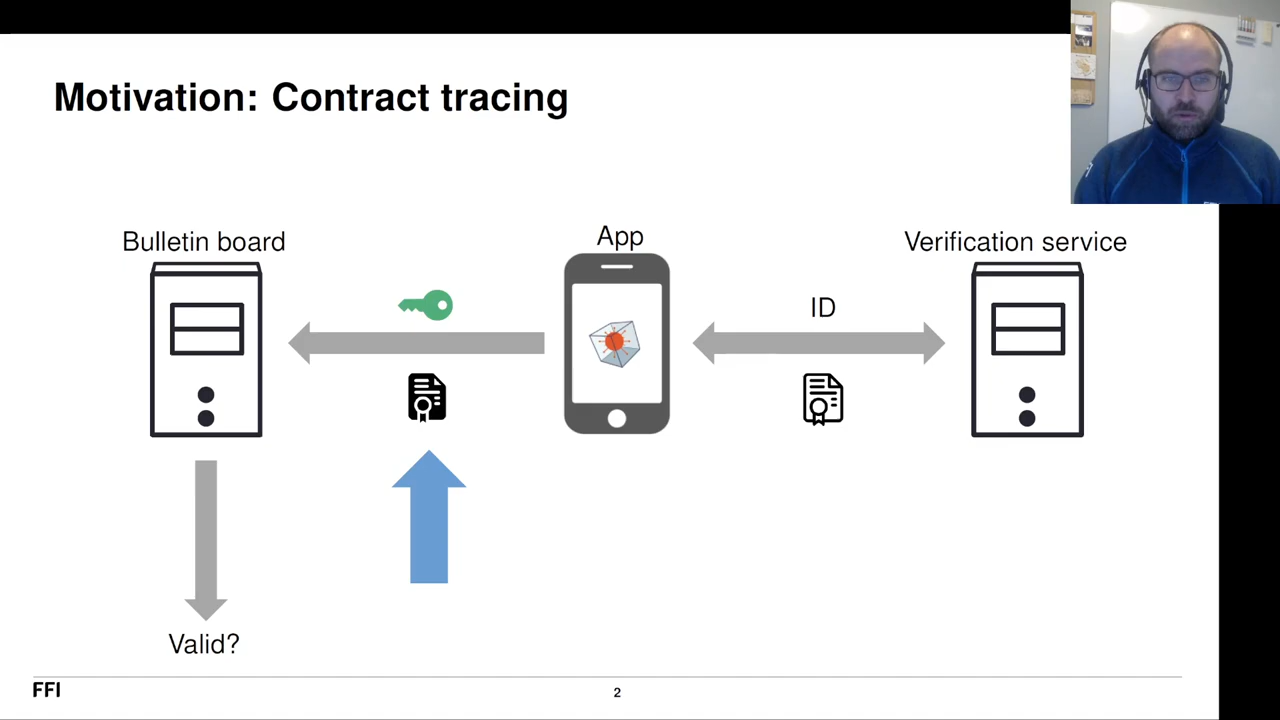 Motivation: Contract tracing
Bulletin board
App
Verification service
ID
Valid?
FFI
2